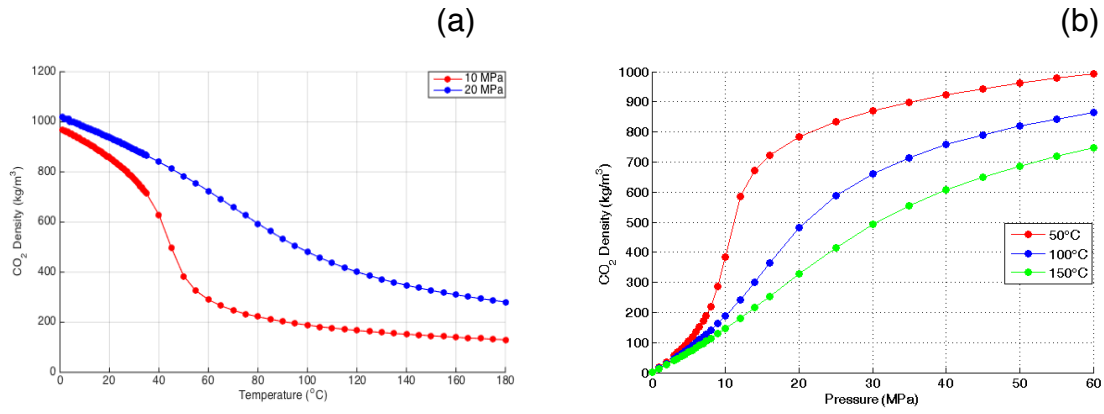 (a)
(b)
1200
1000
800
600
400
200
0
CO2 Density (kg/m³)
0 20 40 60 80 100 120 140 160 180
Temperature (°C)
10 MPa
20 MPa
1000
900
800
700
600
500
400
300
200
100
0
CO2 Density (kg/m³)
0 10 20 30 40 50 60
Pressure (MPa)
50°C
100°C
150°C